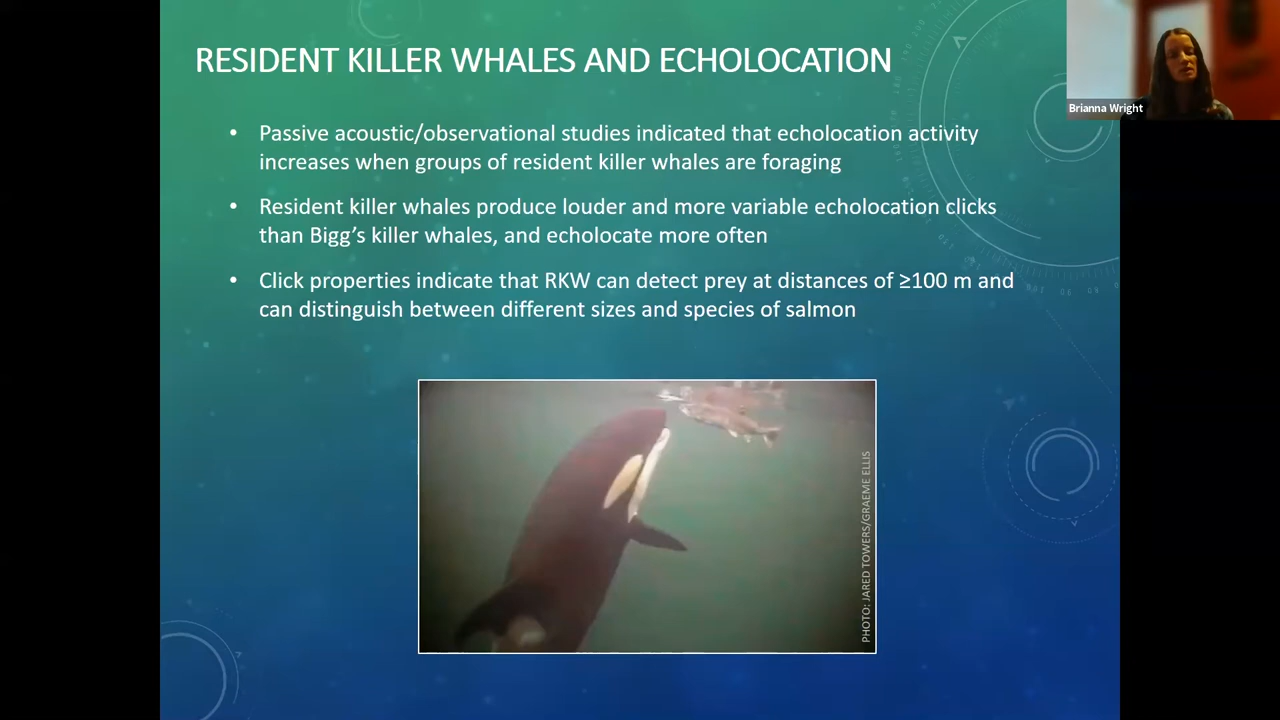 RESIDENT KILLER WHALES AND ECHOLOCATION
Brianna Wright
• Passive acoustic/observational studies indicated that echolocation activity
increases when groups of resident killer whales are foraging
• Resident killer whales produce louder and more variable echolocation clicks
than Bigg’s killer whales, and echolocate more often
• Click properties indicate that RKW can detect prey at distances of ≥100 m and
can distinguish between different sizes and species of salmon
PHOTO: JARED TOWERS/GRAEME ELLIS